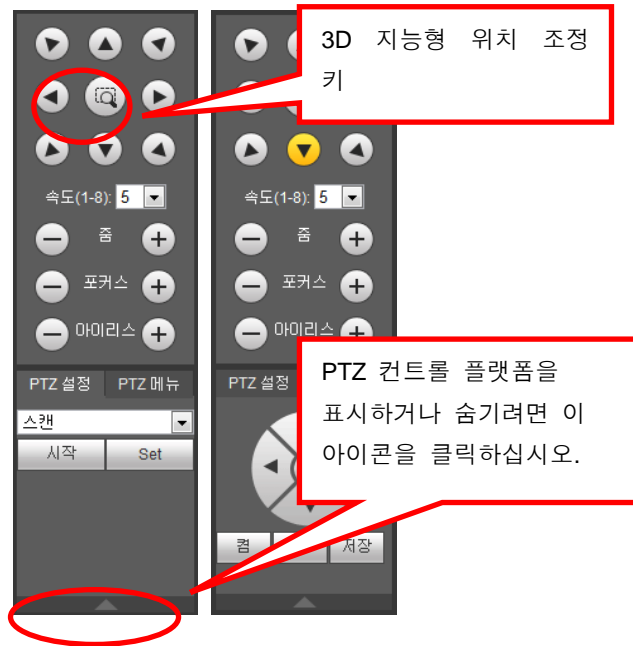 3D 지능형 위치 조정
키
속도(1-8): 5
줌
포커스
아이리스
PTZ 설정 PTZ 메뉴
스캔
시작 Set
속도(1-8): 5
줌
포커스
아이리스
PTZ 설정
켬 저장
PTZ 컨트롤 플랫폼을
표시하거나 숨기려면 이
아이콘을 클릭하십시오.